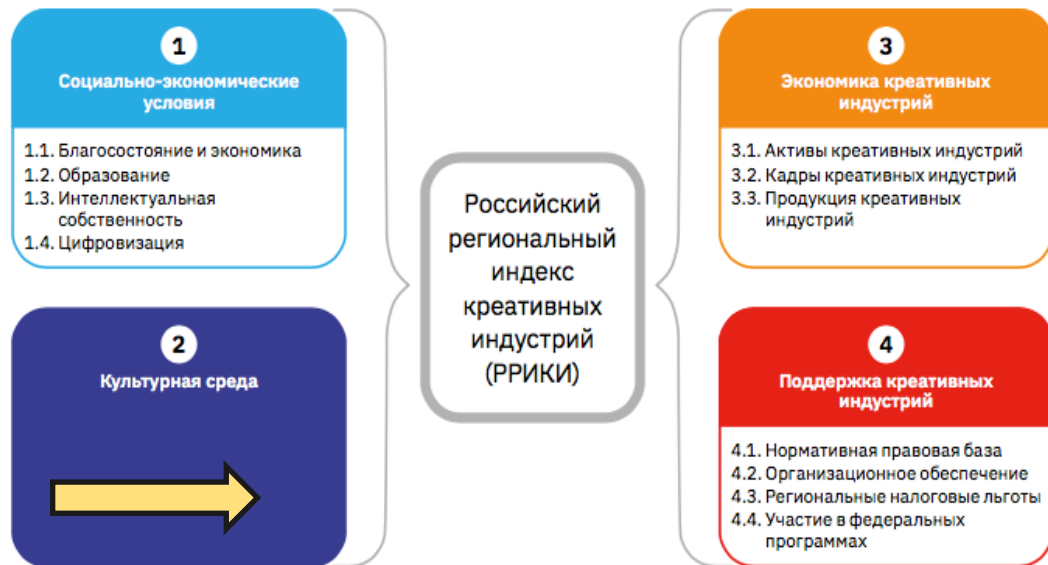 1
Социально-экономические
условия
1.1. Благосостояние и экономика
1.2. Образование
1.3. Интеллектуальная
собственность
1.4. Цифровизация
2
Культурная среда
Российский
региональный
индекс
креативных
индустрий
(РРИКИ)
3
Экономика креативных
индустрий
3.1. Активы креативных индустрий
3.2. Кадры креативных индустрий
3.3. Продукция креативных
индустрий
4
Поддержка креативных
индустрий
4.1. Нормативная правовая база
4.2. Организационное обеспечение
4.3. Региональные налоговые льготы
4.4. Участие в федеральных
программах